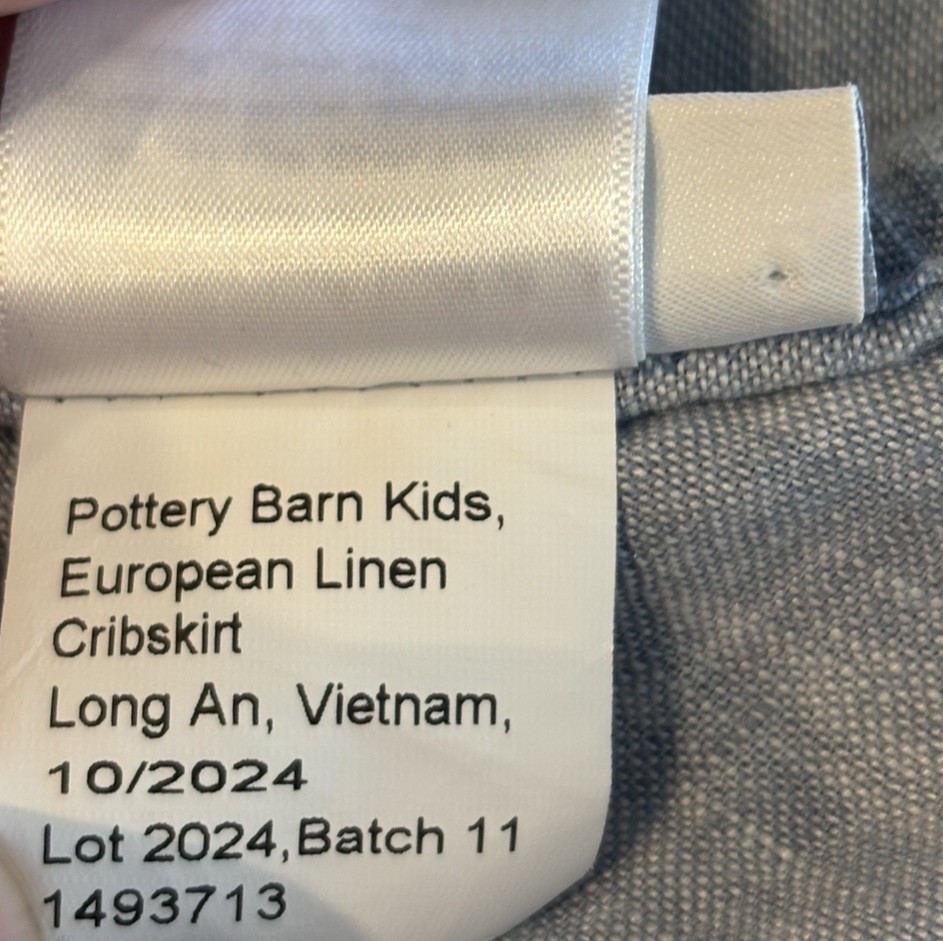 Pottery Barn Kids,
European Linen
Cribskirt
Long An, Vietnam,
10/2024
Lot 2024,Batch 11
1493713